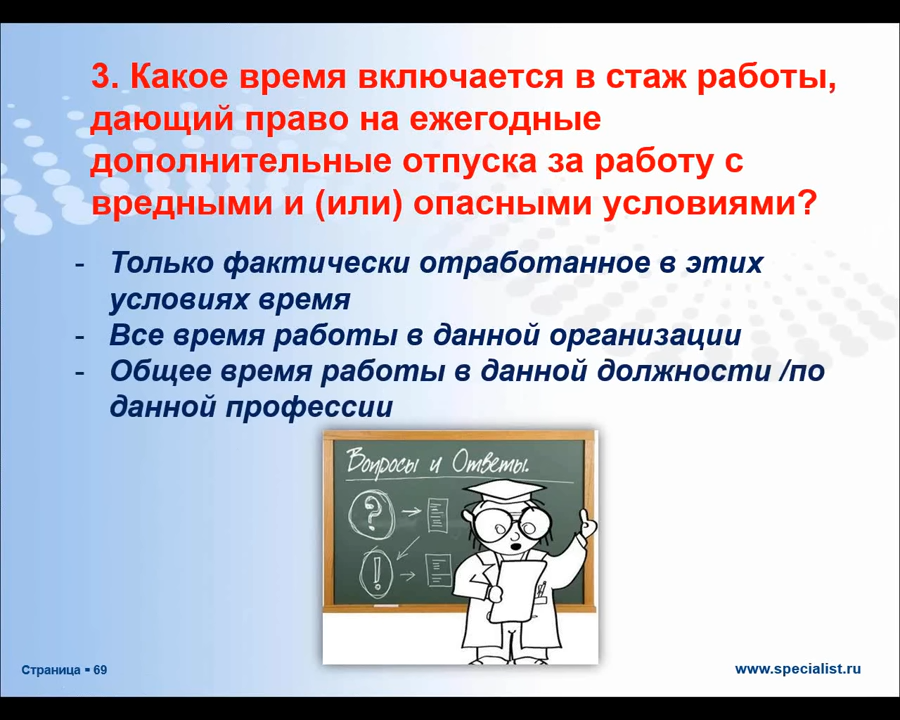 3. Какое время включается в стаж работы,
дающий право на ежегодные
дополнительные отпуска за работу с
вредными и (или) опасными условиями?
- Только фактически отработанное в этих
условиях время
- Все время работы в данной организации
- Общее время работы в данной должности /по
данной профессии
Вопросы и Ответы.
?
!
Страница ▪ 69
www.specialist.ru